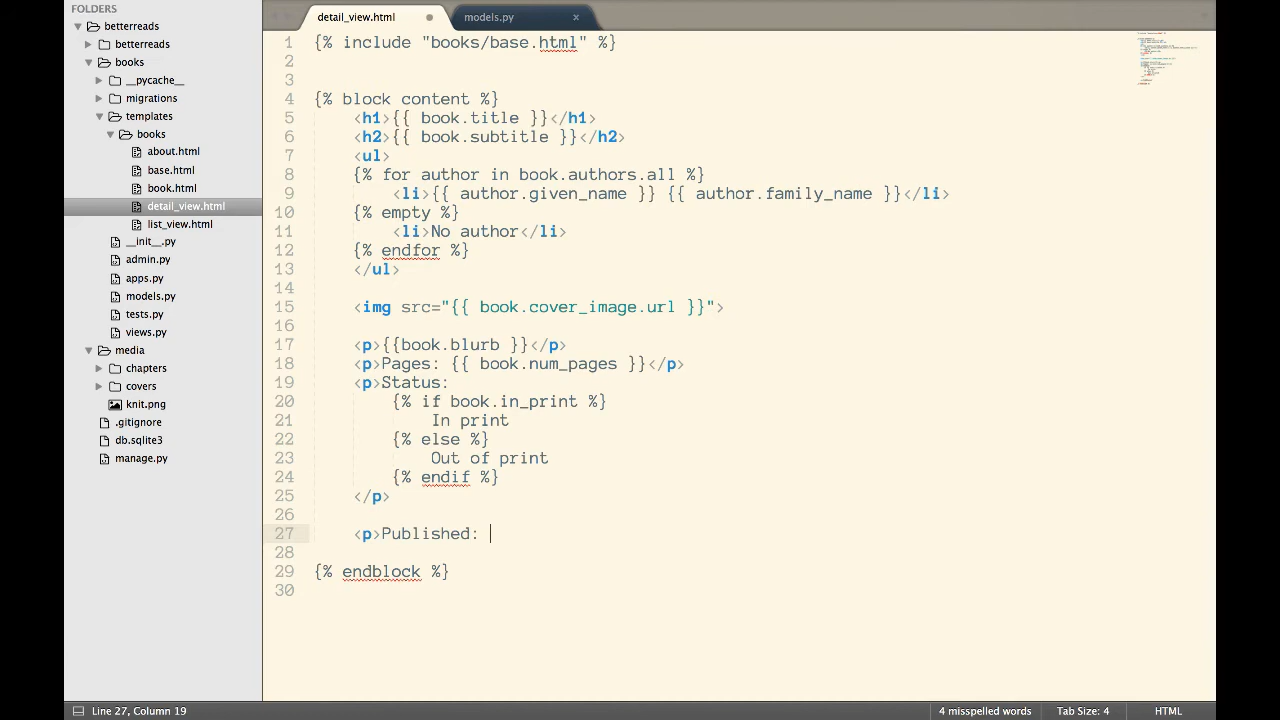 FOLDERS
betterreads
betterreads
books
__pycache__
migrations
templates
books
about.html
base.html
book.html
detail_view.html
list_view.html
__init__.py
admin.py
apps.py
models.py
tests.py
views.py
media
chapters
covers
knit.png
.gitignore
db.sqlite3
manage.py
detail_view.html
models.py ×
1 {% include "books/base.html" %}
2
3
4 {% block content %}
5 <h1>{{ book.title }}</h1>
6 <h2>{{ book.subtitle }}</h2>
7 <ul>
8 {% for author in book.authors.all %}
9 <li>{{ author.given_name }} {{ author.family_name }}</li>
10 {% empty %}
11 <li>No author</li>
12 {% endfor %}
13 </ul>
14
15 <img src="{{ book.cover_image.url }}">
16
17 <p>{{book.blurb }}</p>
18 <p>Pages: {{ book.num_pages }}</p>
19 <p>Status:
20 {% if book.in_print %}
21 In print
22 {% else %}
23 Out of print
24 {% endif %}
25 </p>
26
27 <p>Published:
28
29 {% endblock %}
30
Line 27, Column 19
4 misspelled words
Tab Size: 4
HTML